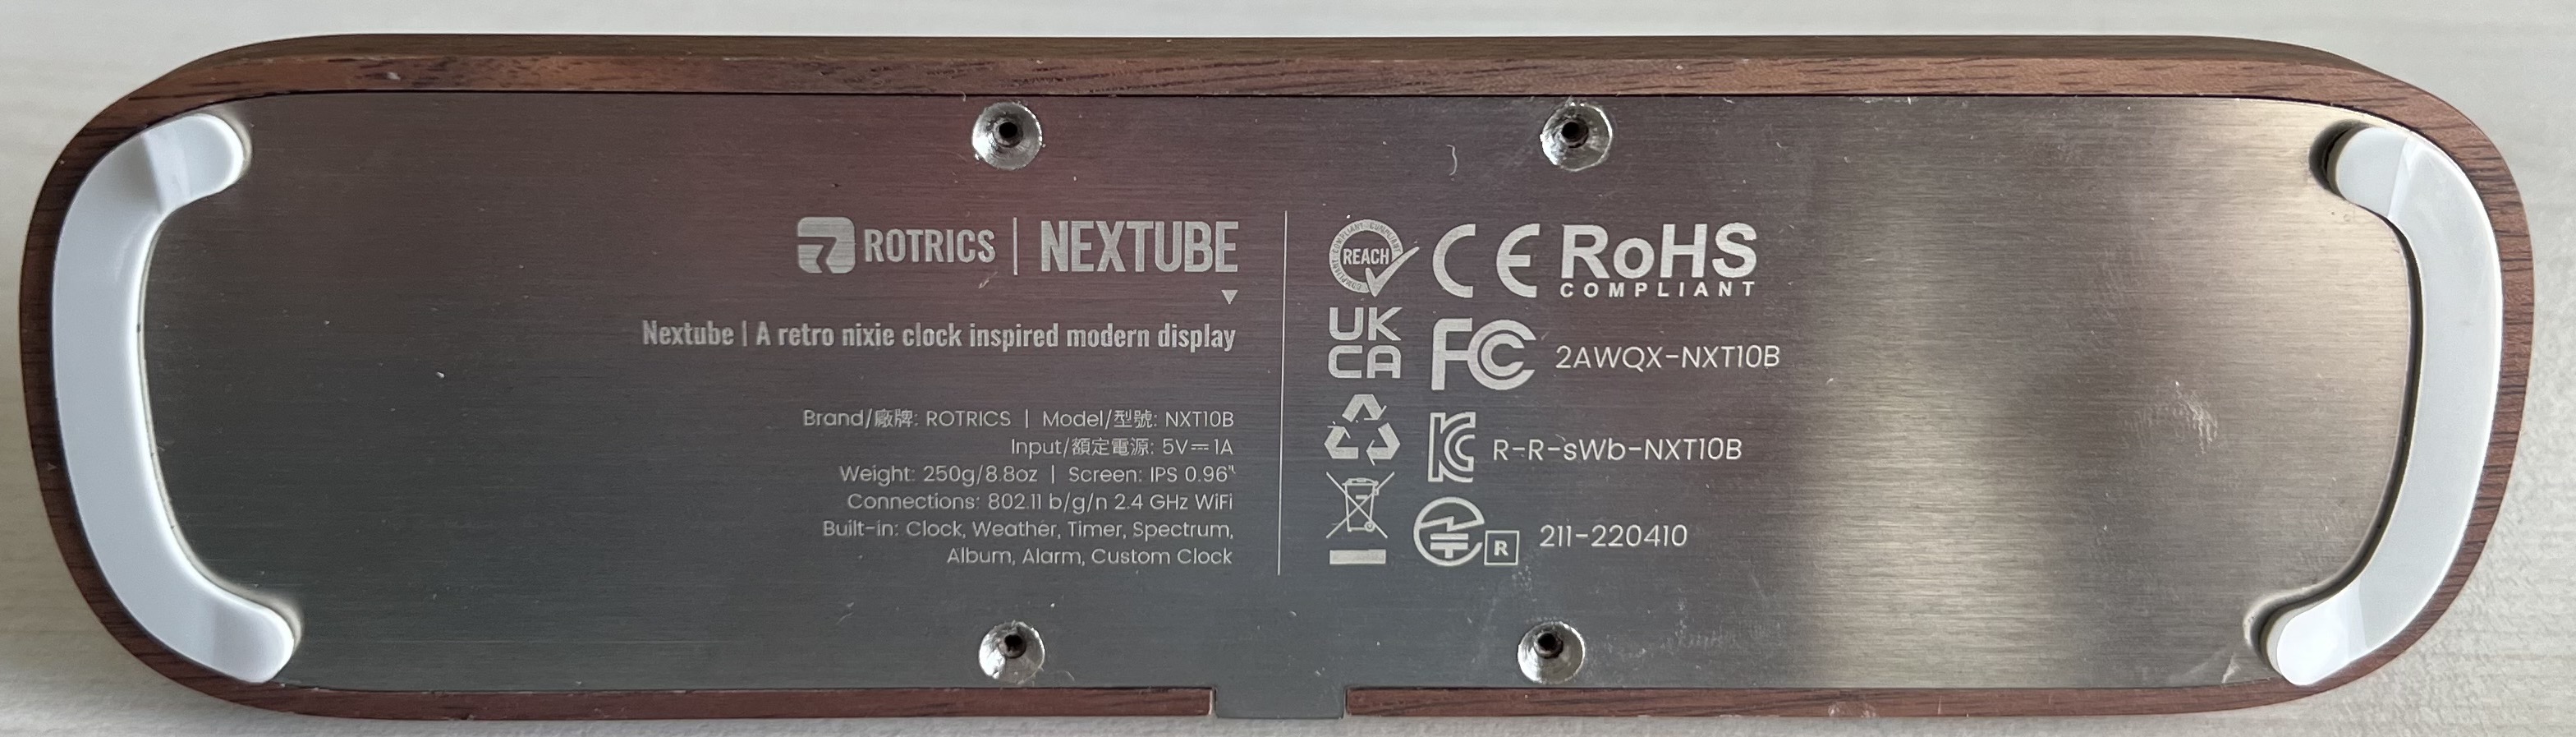 ROTRICS | NEXTUBE
Nextube | A retro nixie clock inspired modern display
Brand/廠牌: ROTRICS | Model/型號: NXT10B
Input/額定電源: 5V⎓1A
Weight: 250g/8.8oz | Screen: IPS 0.96"
Connections: 802.11 b/g/n 2.4 GHz WiFi
Built-in: Clock, Weather, Timer, Spectrum,
Album, Alarm, Custom Clock
REACH
CE
RoHS
COMPLIANT
UK
CA
FC 2AWQX-NXT10B
KC R-R-sWb-NXT10B
R 211-220410